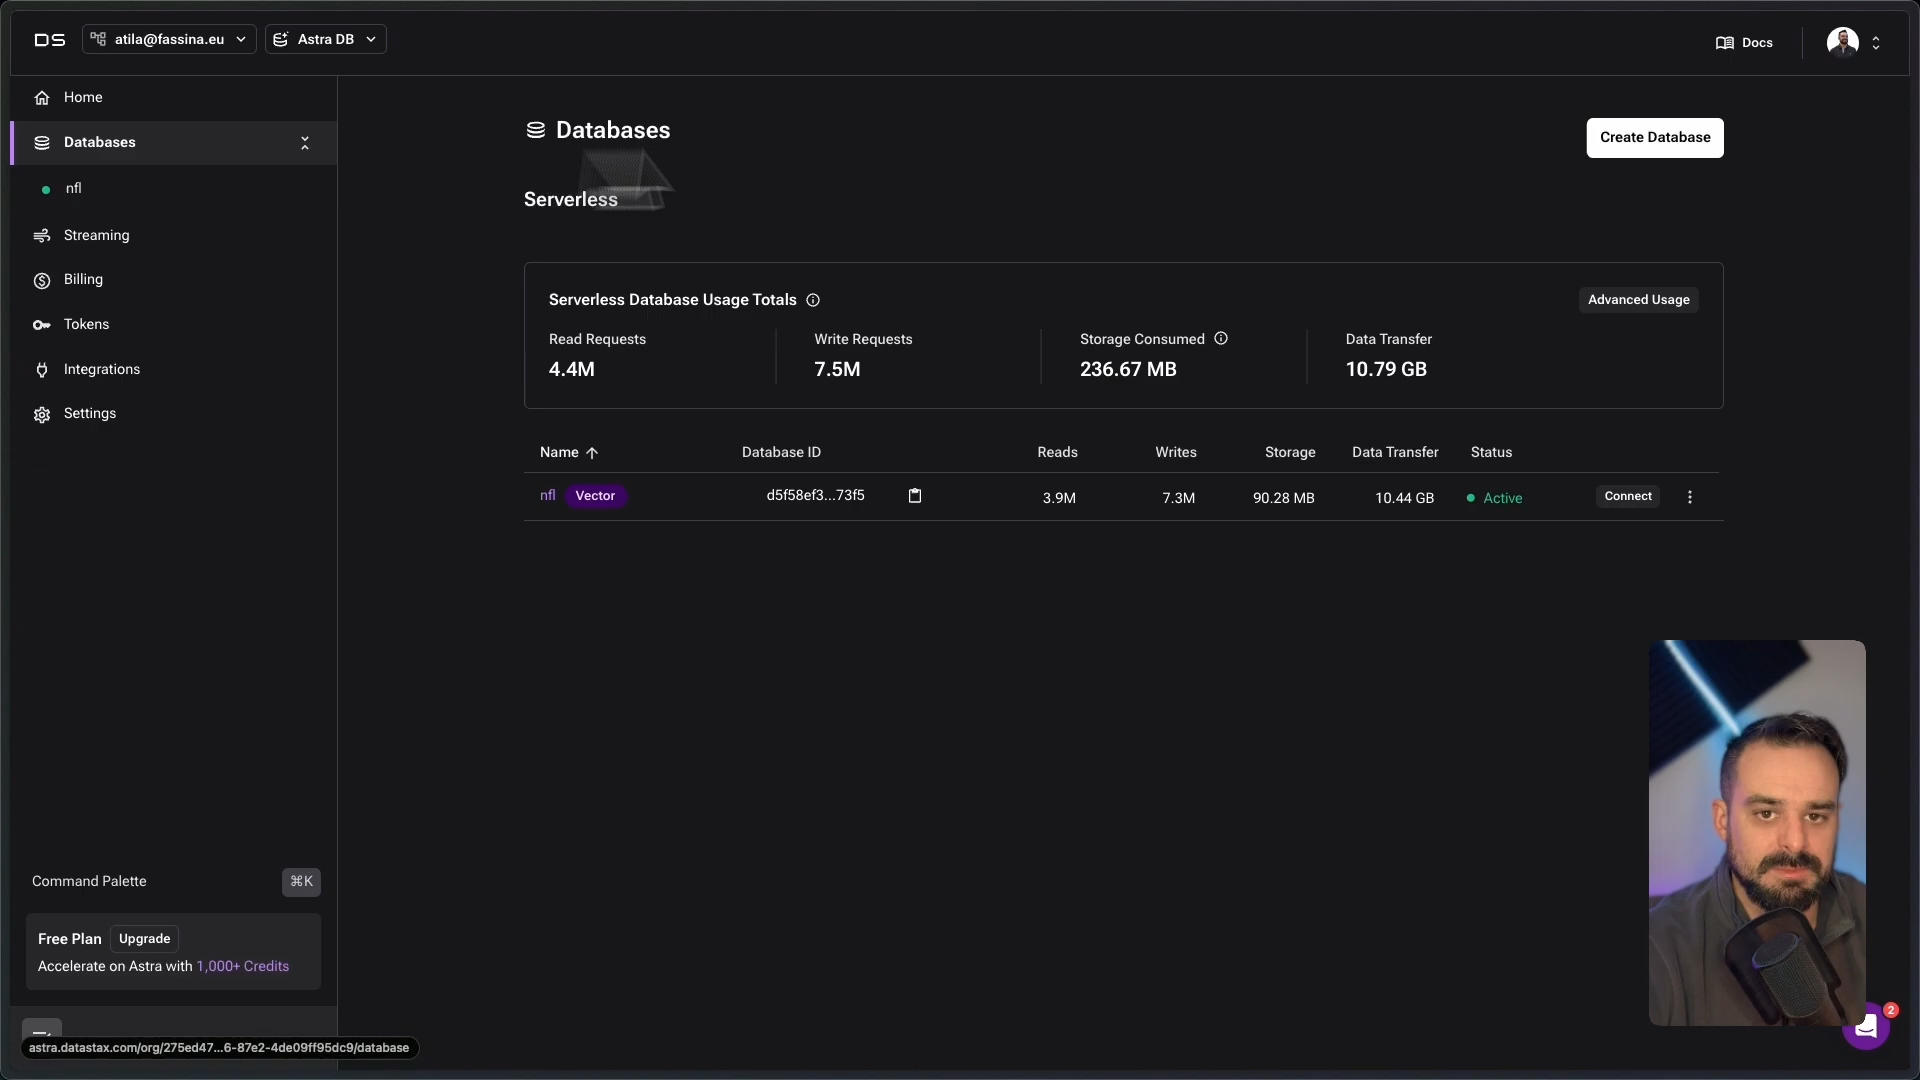 DS
atila@fassina.eu
Astra DB
Docs
Home
Databases
nfl
Streaming
Billing
Tokens
Integrations
Settings
Command Palette
⌘K
Free Plan
Upgrade
Accelerate on Astra with 1,000+ Credits
astra.datastax.com/org/275ed47...6-87e2-4de09ff95dc9/database
Databases
Create Database
Serverless
Serverless Database Usage Totals
Advanced Usage
Read Requests
4.4M
Write Requests
7.5M
Storage Consumed
236.67 MB
Data Transfer
10.79 GB
Name Database ID Reads Writes Storage Data Transfer Status
nfl Vector d5f58ef3...73f5 3.9M 7.3M 90.28 MB 10.44 GB Active Connect
2